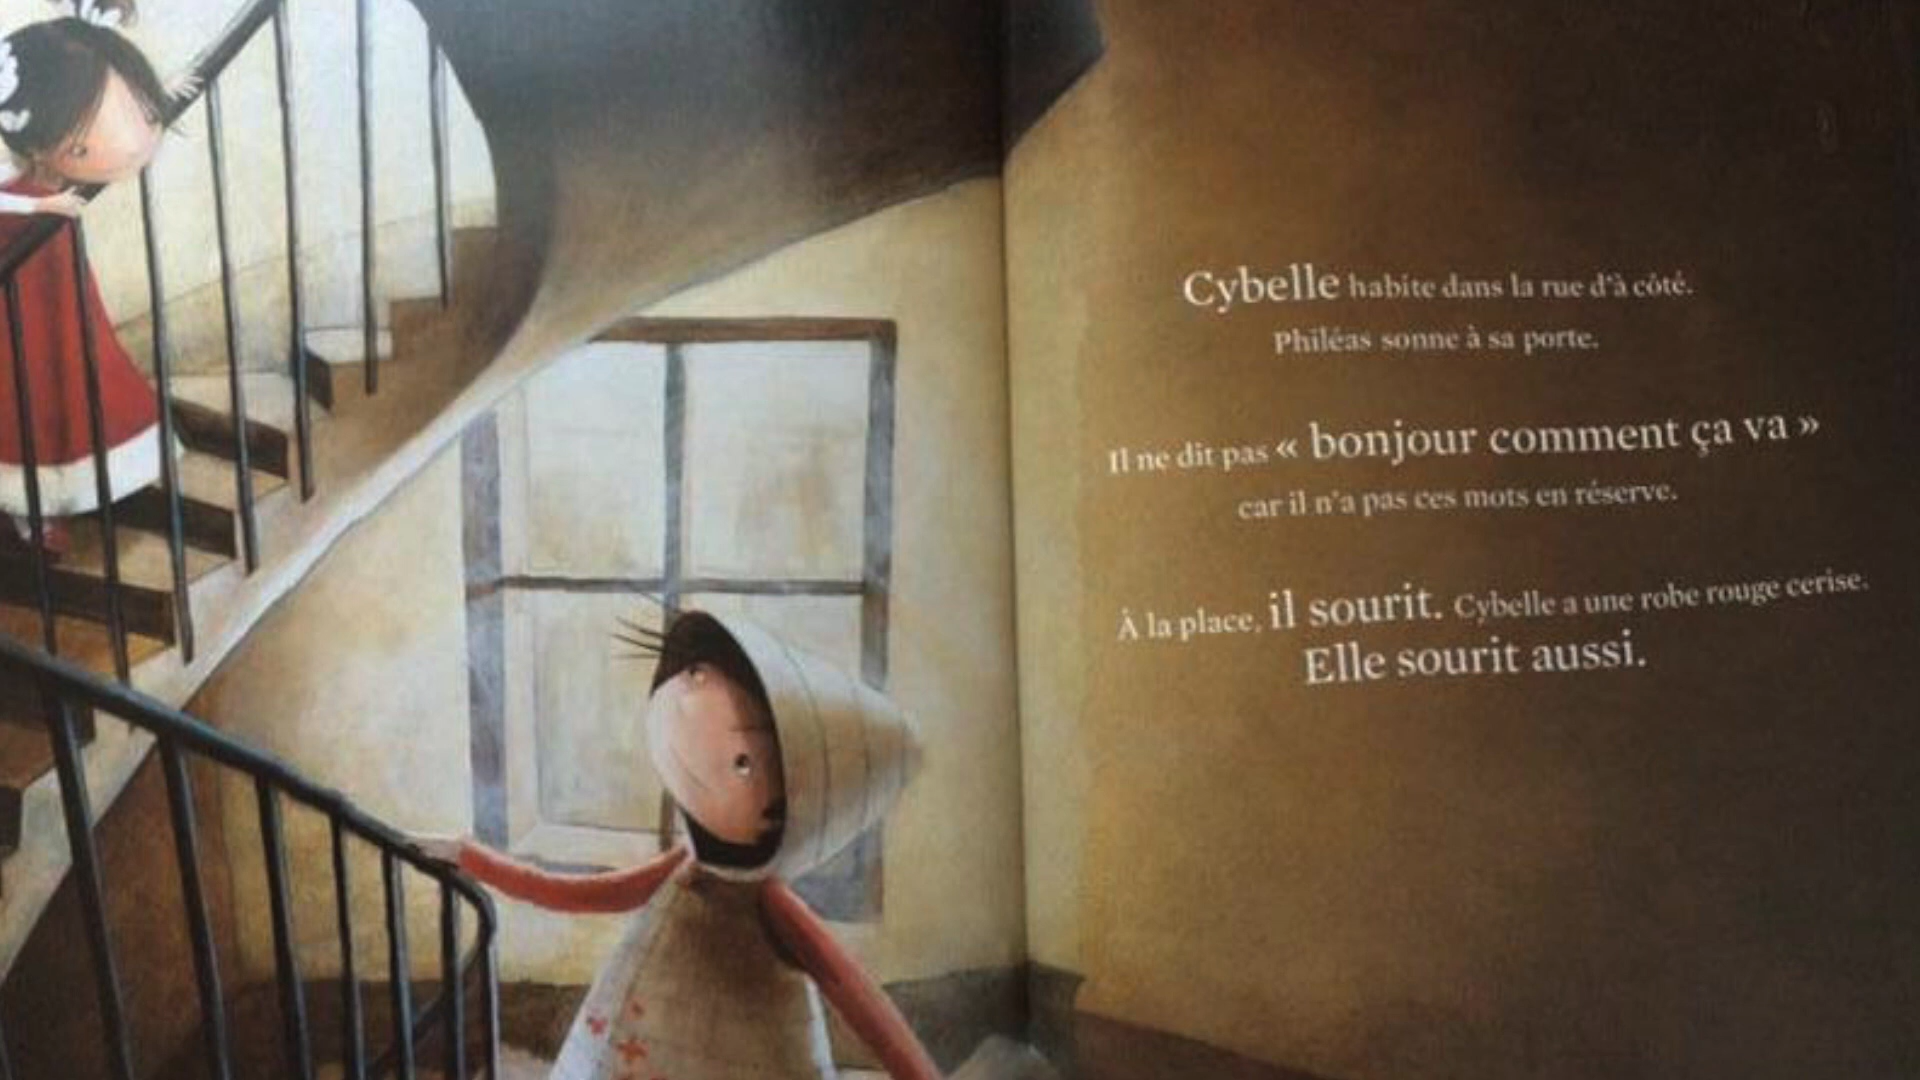 Cybelle habite dans la rue d'à côté.
Philéas sonne à sa porte.
Il ne dit pas « bonjour comment ça va »
car il n'a pas ces mots en réserve.
À la place, il sourit. Cybelle a une robe rouge cerise.
Elle sourit aussi.